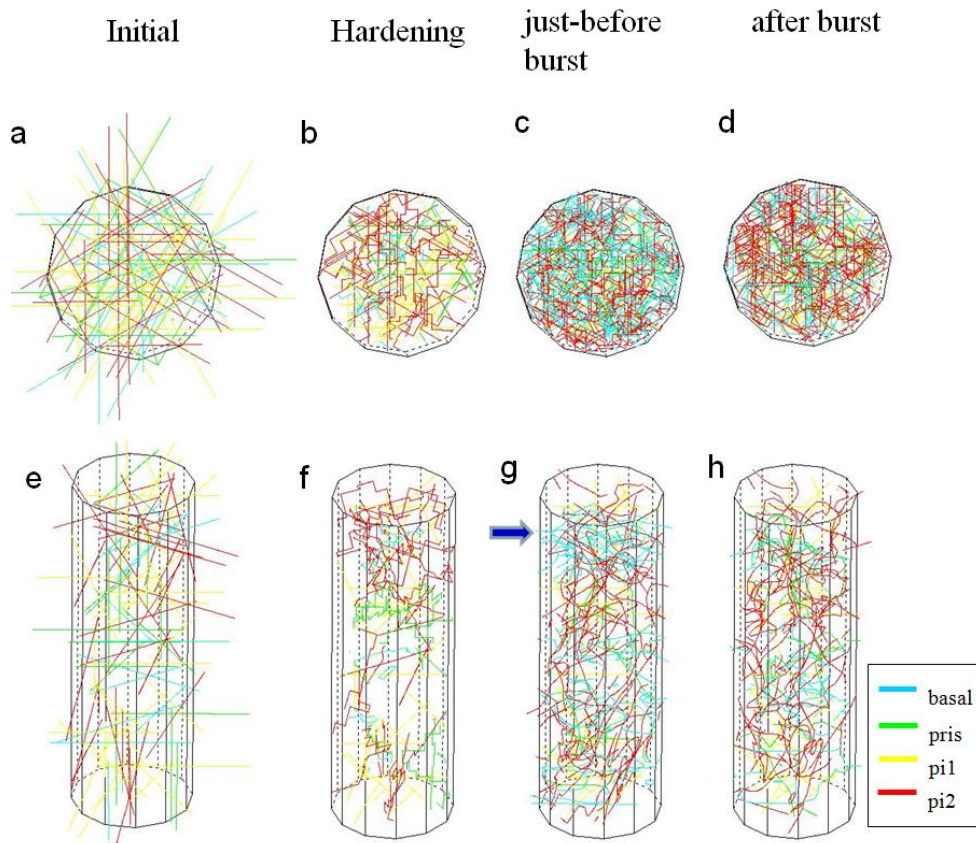 Initial
Hardening
just-before
burst
after burst
a
b
c
d
e
f
g
h
basal
pris
pi1
pi2